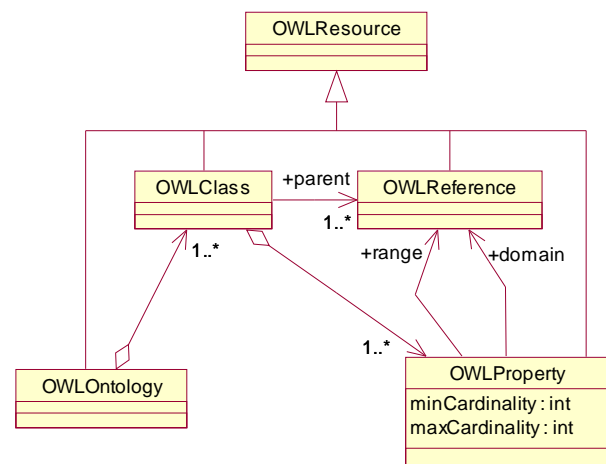 OWLResource
OWLClass
+parent
OWLReference
1..*
1..*
+range
+domain
1..*
OWLOntology
OWLProperty
minCardinality : int
maxCardinality : int